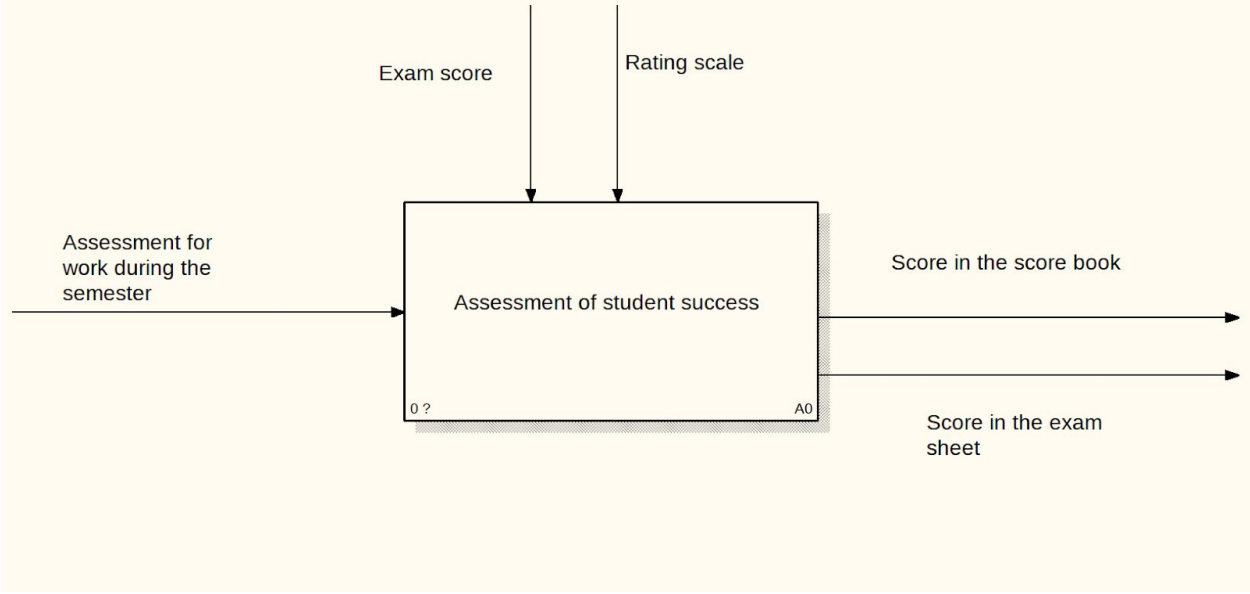 Exam score
Rating scale
Assessment for
work during the
semester
Assessment of student success
Score in the score book
0 ?
A0
Score in the exam
sheet